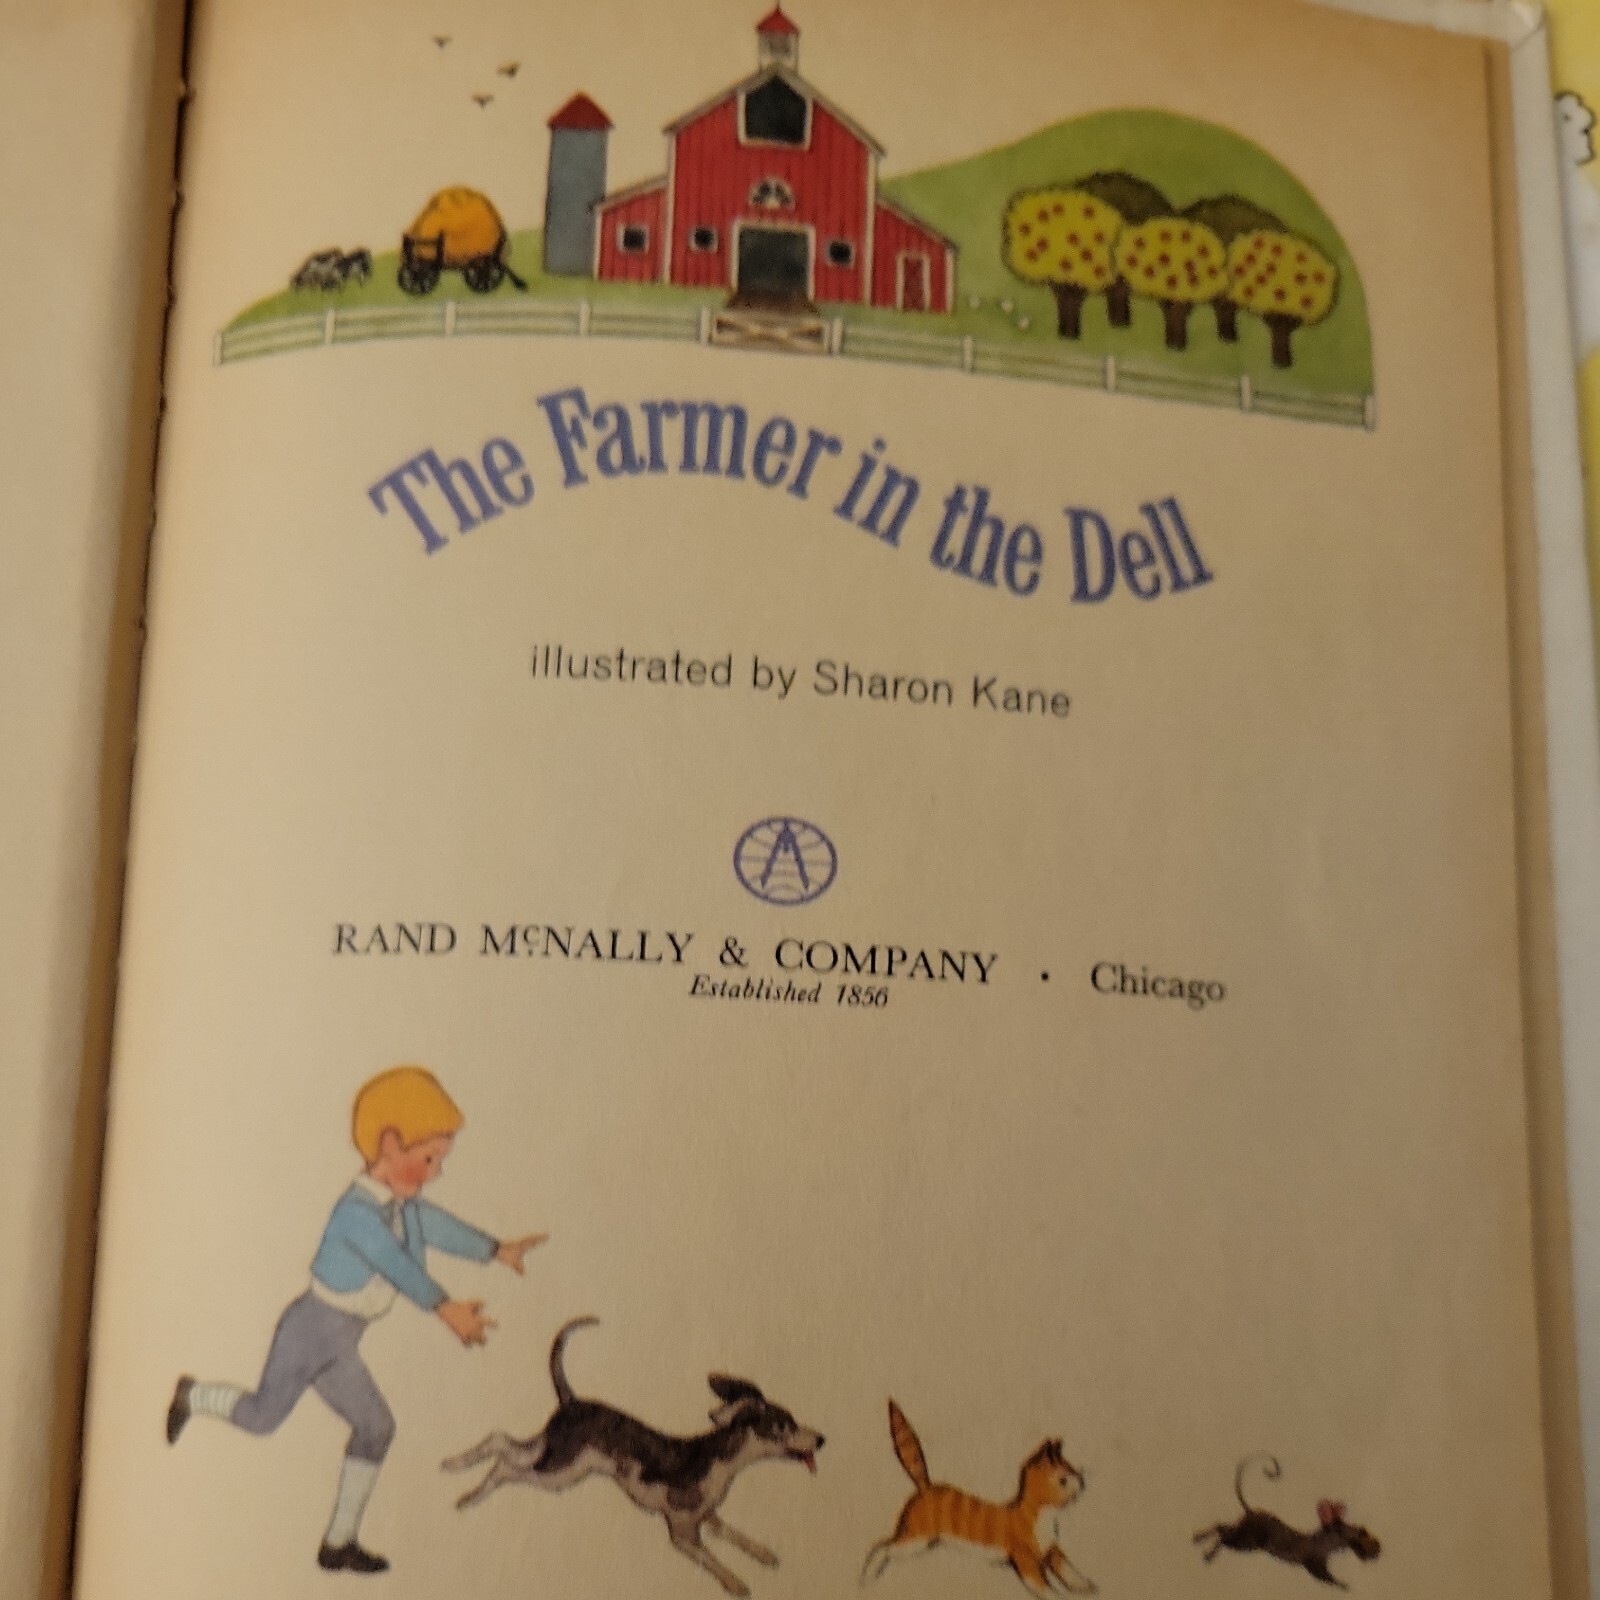 The Farmer in the Dell
illustrated by Sharon Kane
RAND McNALLY & COMPANY · Chicago
Established 1856